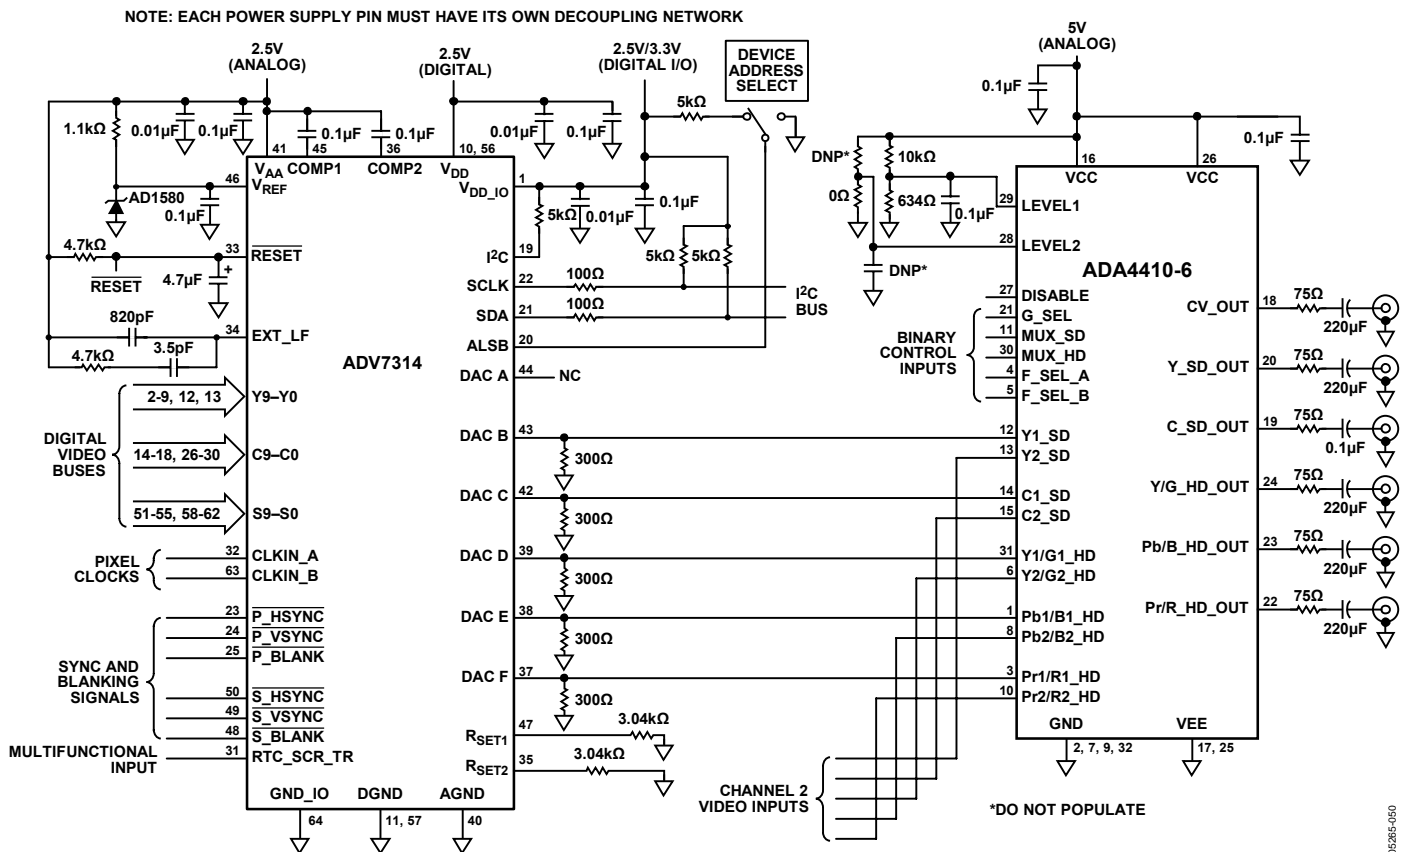 NOTE: EACH POWER SUPPLY PIN MUST HAVE ITS OWN DECOUPLING NETWORK
2.5V
(ANALOG)
2.5V
(DIGITAL)
2.5V/3.3V
(DIGITAL I/O)
DEVICE
ADDRESS
SELECT
5V
(ANALOG)
0.1µF
1.1kΩ
0.01µF
0.1µF
0.1µF
0.1µF
0.01µF
0.1µF
5kΩ
0.1µF
41
45
36
10, 56
VAA
COMP1
COMP2
VDD
46
VREF
AD1580
0.1µF
VDD_IO
1
5kΩ
0.01µF
0.1µF
DNP*
10kΩ
0Ω
634Ω
0.1µF
16
VCC
26
VCC
29
LEVEL1
28
LEVEL2
DNP*
4.7kΩ
33
RESET
RESET
4.7µF
+
I2C
19
5kΩ
5kΩ
SCLK
22
100Ω
SDA
21
100Ω
I2C
BUS
ALSB
20
820pF
34
EXT_LF
3.5pF
4.7kΩ
ADV7314
DAC A
44
NC
ADA4410-6
27
DISABLE
21
G_SEL
11
MUX_SD
30
MUX_HD
4
F_SEL_A
5
F_SEL_B
BINARY
CONTROL
INPUTS
CV_OUT
18
75Ω
220µF
Y_SD_OUT
20
75Ω
220µF
C_SD_OUT
19
75Ω
0.1µF
Y/G_HD_OUT
24
75Ω
220µF
Pb/B_HD_OUT
23
75Ω
220µF
Pr/R_HD_OUT
22
75Ω
220µF
DIGITAL
VIDEO
BUSES
2-9, 12, 13
Y9–Y0
14-18, 26-30
C9–C0
51-55, 58-62
S9–S0
DAC B
43
300Ω
12
Y1_SD
13
Y2_SD
DAC C
42
300Ω
14
C1_SD
15
C2_SD
PIXEL
CLOCKS
32
CLKIN_A
63
CLKIN_B
DAC D
39
300Ω
31
Y1/G1_HD
6
Y2/G2_HD
SYNC AND
BLANKING
SIGNALS
23
P_HSYNC
24
P_VSYNC
25
P_BLANK
50
S_HSYNC
49
S_VSYNC
48
S_BLANK
DAC E
38
300Ω
1
Pb1/B1_HD
8
Pb2/B2_HD
DAC F
37
300Ω
3
Pr1/R1_HD
10
Pr2/R2_HD
MULTIFUNCTIONAL
INPUT
31
RTC_SCR_TR
RSET1
47
3.04kΩ
RSET2
35
3.04kΩ
GND
2, 7, 9, 32
VEE
17, 25
GND_IO
64
DGND
11, 57
AGND
40
CHANNEL 2
VIDEO INPUTS
*DO NOT POPULATE
05265-050